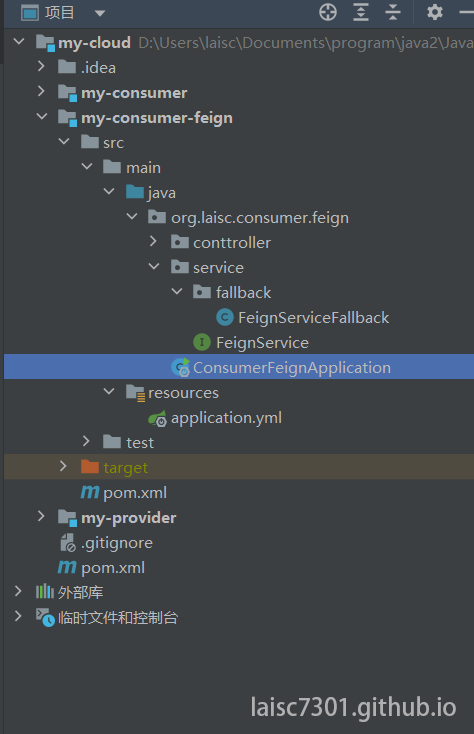 项目
my-cloud D:\Users\laisc\Documents\program\java2\Java
.idea
my-consumer
my-consumer-feign
src
main
java
org.laisc.consumer.feign
conttroller
service
fallback
FeignServiceFallback
FeignService
ConsumerFeignApplication
resources
application.yml
test
target
pom.xml
my-provider
.gitignore
pom.xml
外部库
临时文件和控制台
laisc7301.github.io